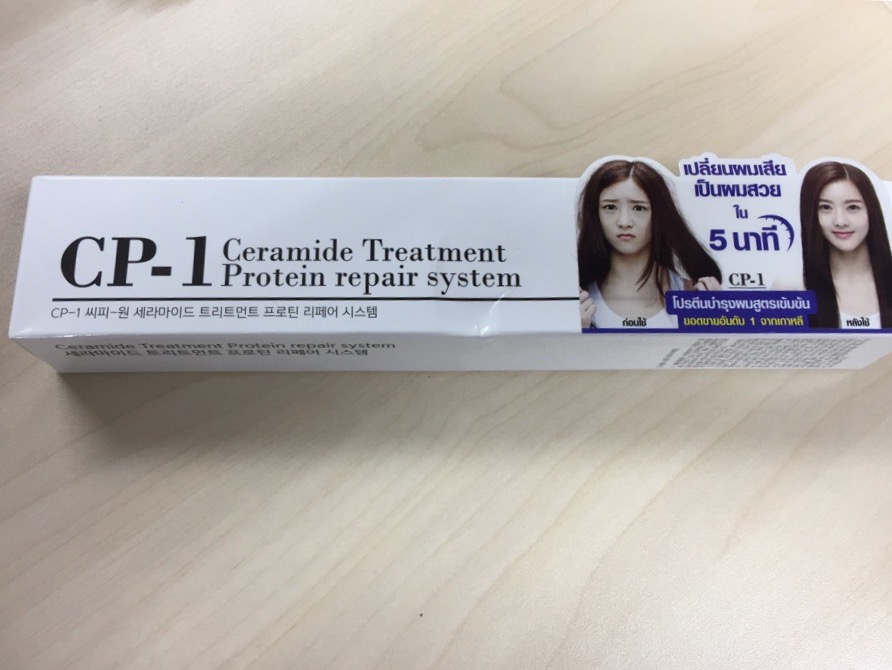 CP-1
Ceramide Treatment
Protein repair system
CP-1 씨피-원 세라마이드 트리트먼트 프로틴 리페어 시스템
เปลี่ยนผมเสีย
เป็นผมสวย
ใน
5 นาที
CP-1
โปรตีนบำรุงผมสูตรเข้มข้น
ยอดขายอันดับ 1 จากเกาหลี
ก่อนใช้
หลังใช้
Ceramide Treatment Protein repair system
세라마이드 트리트먼트 프로틴 리페어 시스템